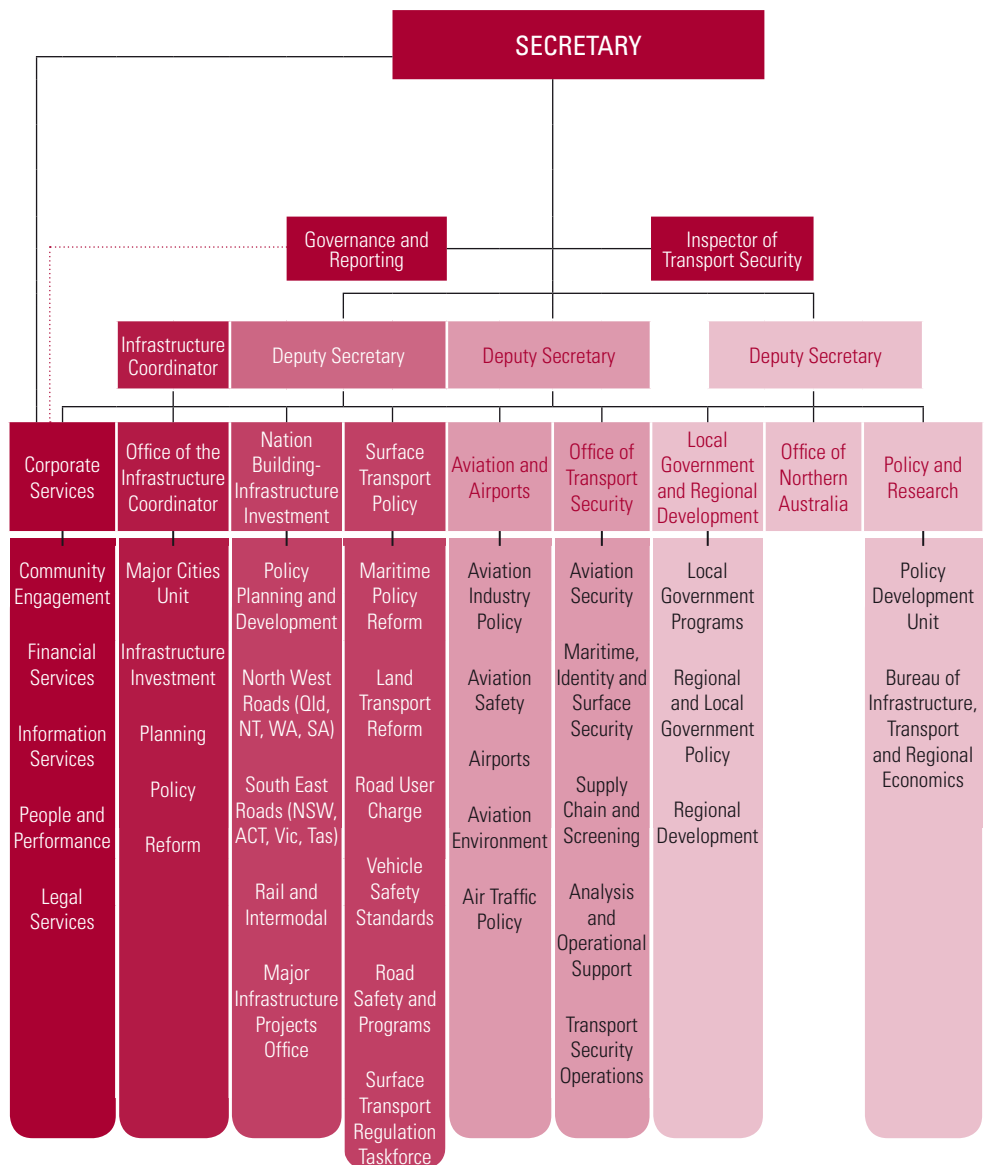 SECRETARY
Governance and
Reporting
Inspector of
Transport Security
Infrastructure
Coordinator
Deputy Secretary
Deputy Secretary
Deputy Secretary
Corporate
Services
Office of the
Infrastructure
Coordinator
Nation
Building-
Infrastructure
Investment
Surface
Transport
Policy
Aviation and
Airports
Office of
Transport
Security
Local
Government
and Regional
Development
Office of
Northern
Australia
Policy and
Research
Community
Engagement
Financial
Services
Information
Services
People and
Performance
Legal
Services
Major Cities
Unit
Infrastructure
Investment
Planning
Policy
Reform
Policy
Planning and
Development
North West
Roads (Qld,
NT, WA, SA)
South East
Roads (NSW,
ACT, Vic, Tas)
Rail and
Intermodal
Major
Infrastructure
Projects
Office
Maritime
Policy
Reform
Land
Transport
Reform
Road User
Charge
Vehicle
Safety
Standards
Road
Safety and
Programs
Surface
Transport
Regulation
Taskforce
Aviation
Industry
Policy
Aviation
Safety
Airports
Aviation
Environment
Air Traffic
Policy
Aviation
Security
Maritime,
Identity and
Surface
Security
Supply
Chain and
Screening
Analysis
and
Operational
Support
Transport
Security
Operations
Local
Government
Programs
Regional
and Local
Government
Policy
Regional
Development
Policy
Development
Unit
Bureau of
Infrastructure,
Transport
and Regional
Economics